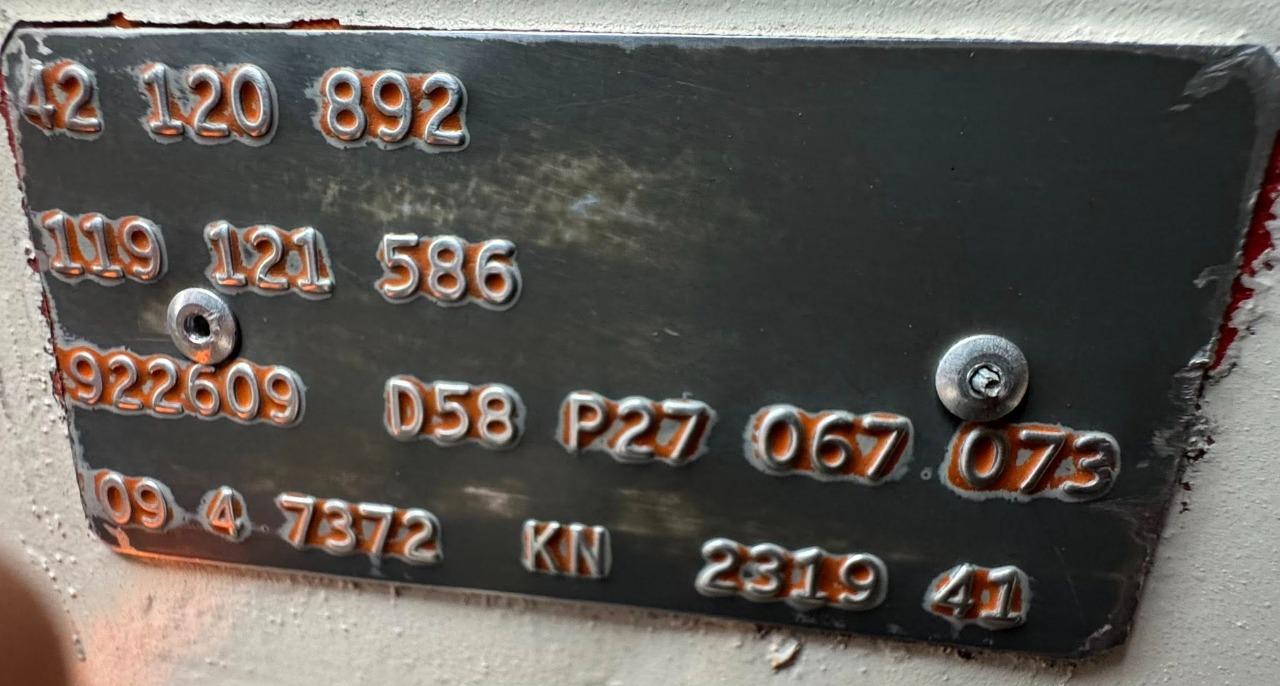 42 120 892
119 121 586
922609 D58 P27 067 073
09 4 7372 KN 2319 41